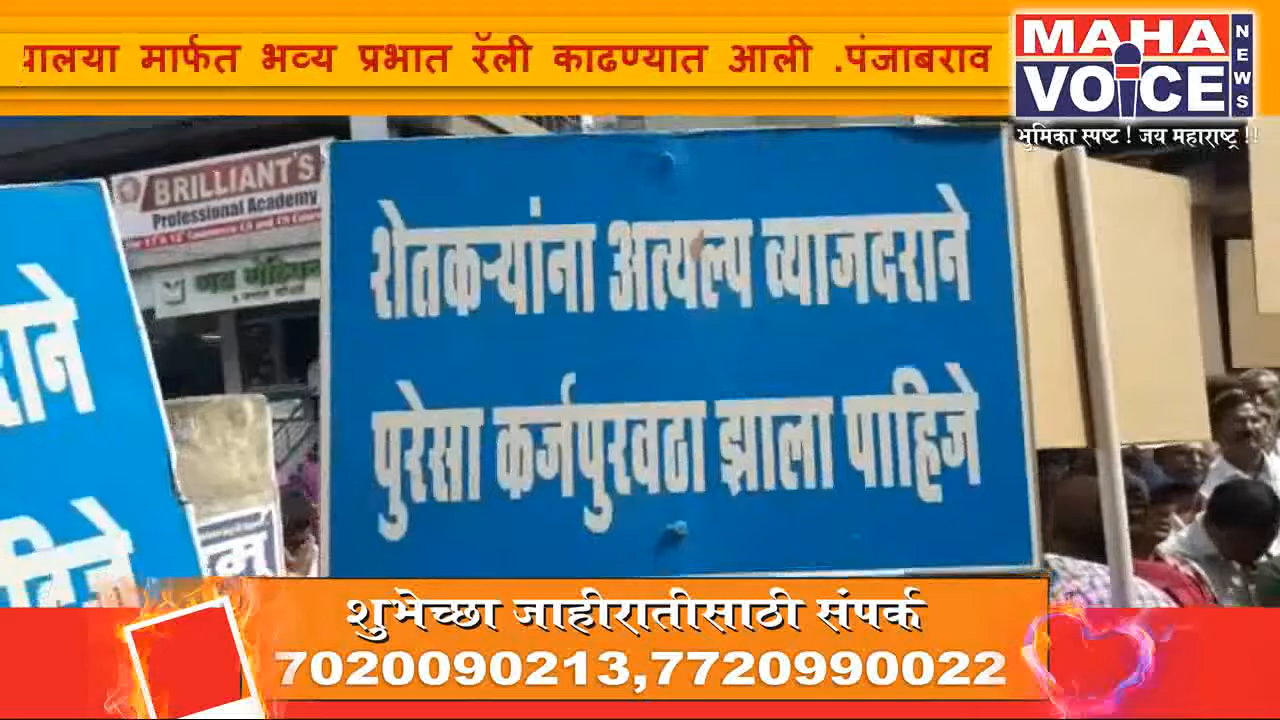 यालया मार्फत भव्य प्रभात रॅली काढण्यात आली .पंजाबराव
MAHA
VOICE
NEWS
भूमिका स्पष्ट ! जय महाराष्ट्र !!
BRILLIANT'S
Professional Academy
शेतकऱ्यांना अत्यल्प व्याजदराने
पुरेसा कर्जपुरवठा झाला पाहिजे
शुभेच्छा जाहीरातीसाठी संपर्क
7020090213,7720990022